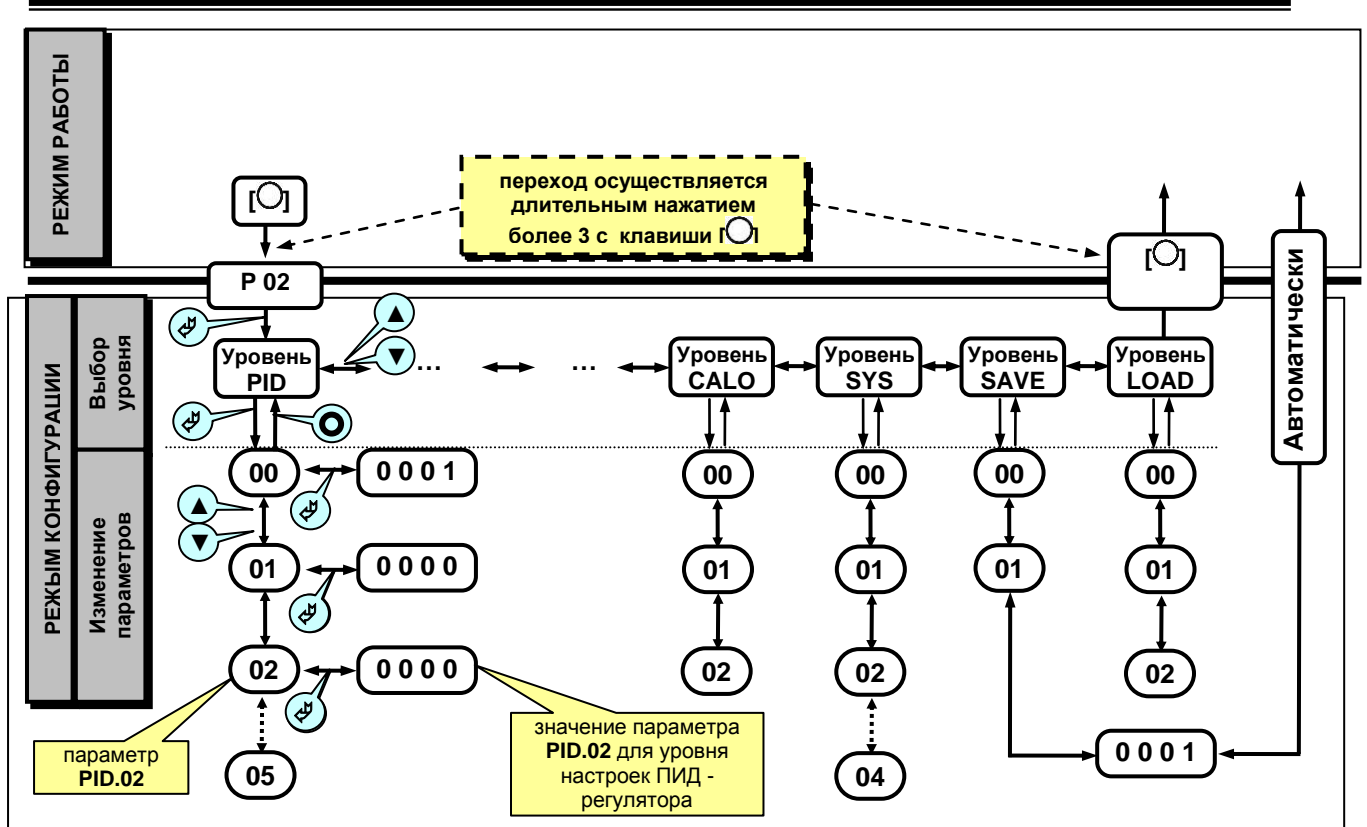 РЕЖИМ РАБОТЫ
[ ]
переход осуществляется
длительным нажатием
более 3 с клавиши [ ]
[ ]
Автоматически
P 02
РЕЖЫМ КОНФИГУРАЦИИ
Выбор
уровня
Уровень
PID
▲
▼
...
...
Уровень
CALO
Уровень
SYS
Уровень
SAVE
Уровень
LOAD
Изменение
параметров
00
0 0 0 1
00
00
00
00
▲
▼
01
0 0 0 0
01
01
01
01
02
0 0 0 0
02
02
02
параметр
PID.02
05
значение параметра
PID.02 для уровня
настроек ПИД -
регулятора
04
0 0 0 1